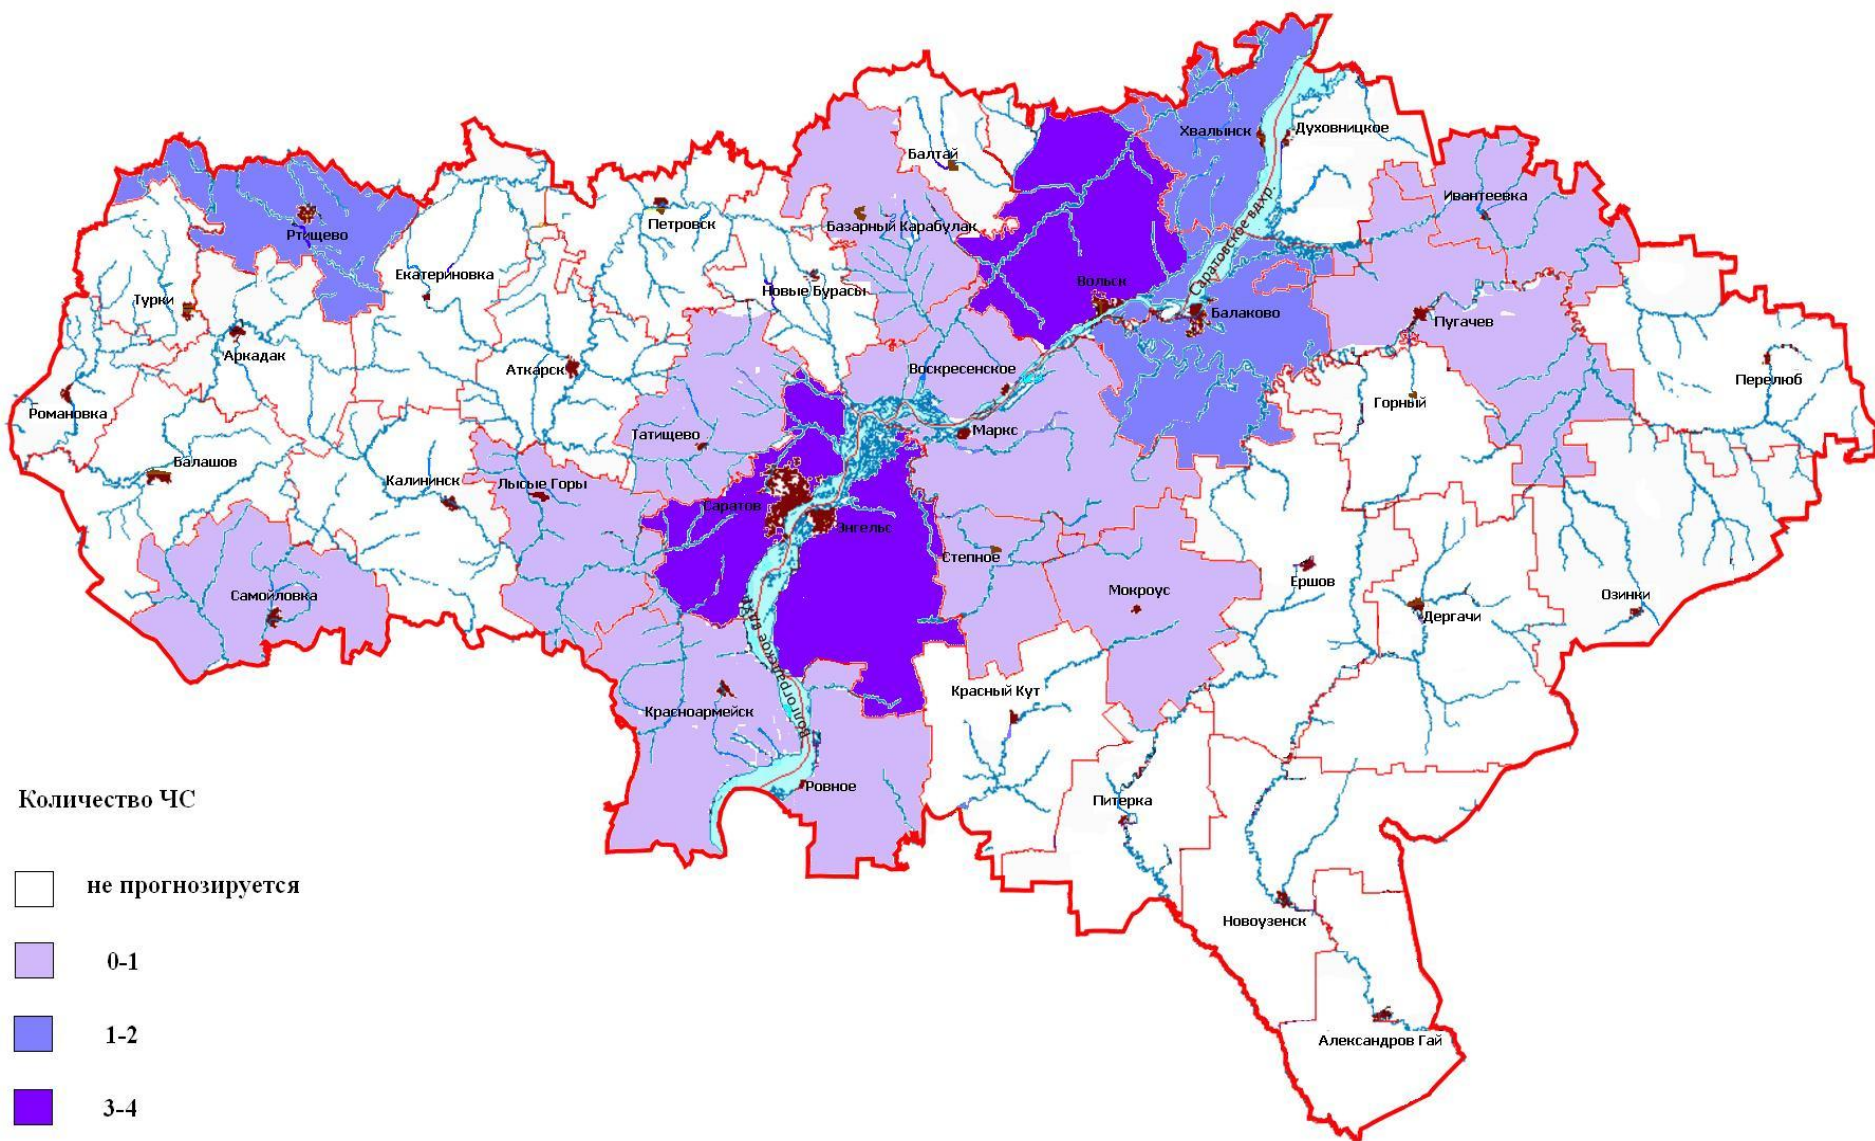 Хвалынск
Духовницкое
Балтай
Ивантеевка
Петровск
Базарный Карабулак
Ртищево
Саратовское вдхр.
Екатериновка
Новые Бурасы
Вольск
Турки
Балаково
Пугачев
Аркадак
Аткарск
Воскресенское
Перелюб
Романовка
Горный
Татищево
Маркс
Балашов
Калининск
Лысые Горы
Саратов
Энгельс
Степное
Ершов
Мокроус
Самойловка
Озинки
Дергачи
Волгоградское вдхр.
Красный Кут
Красноармейск
Ровное
Питерка
Количество ЧС
не прогнозируется
Новоузенск
0-1
1-2
Александров Гай
3-4